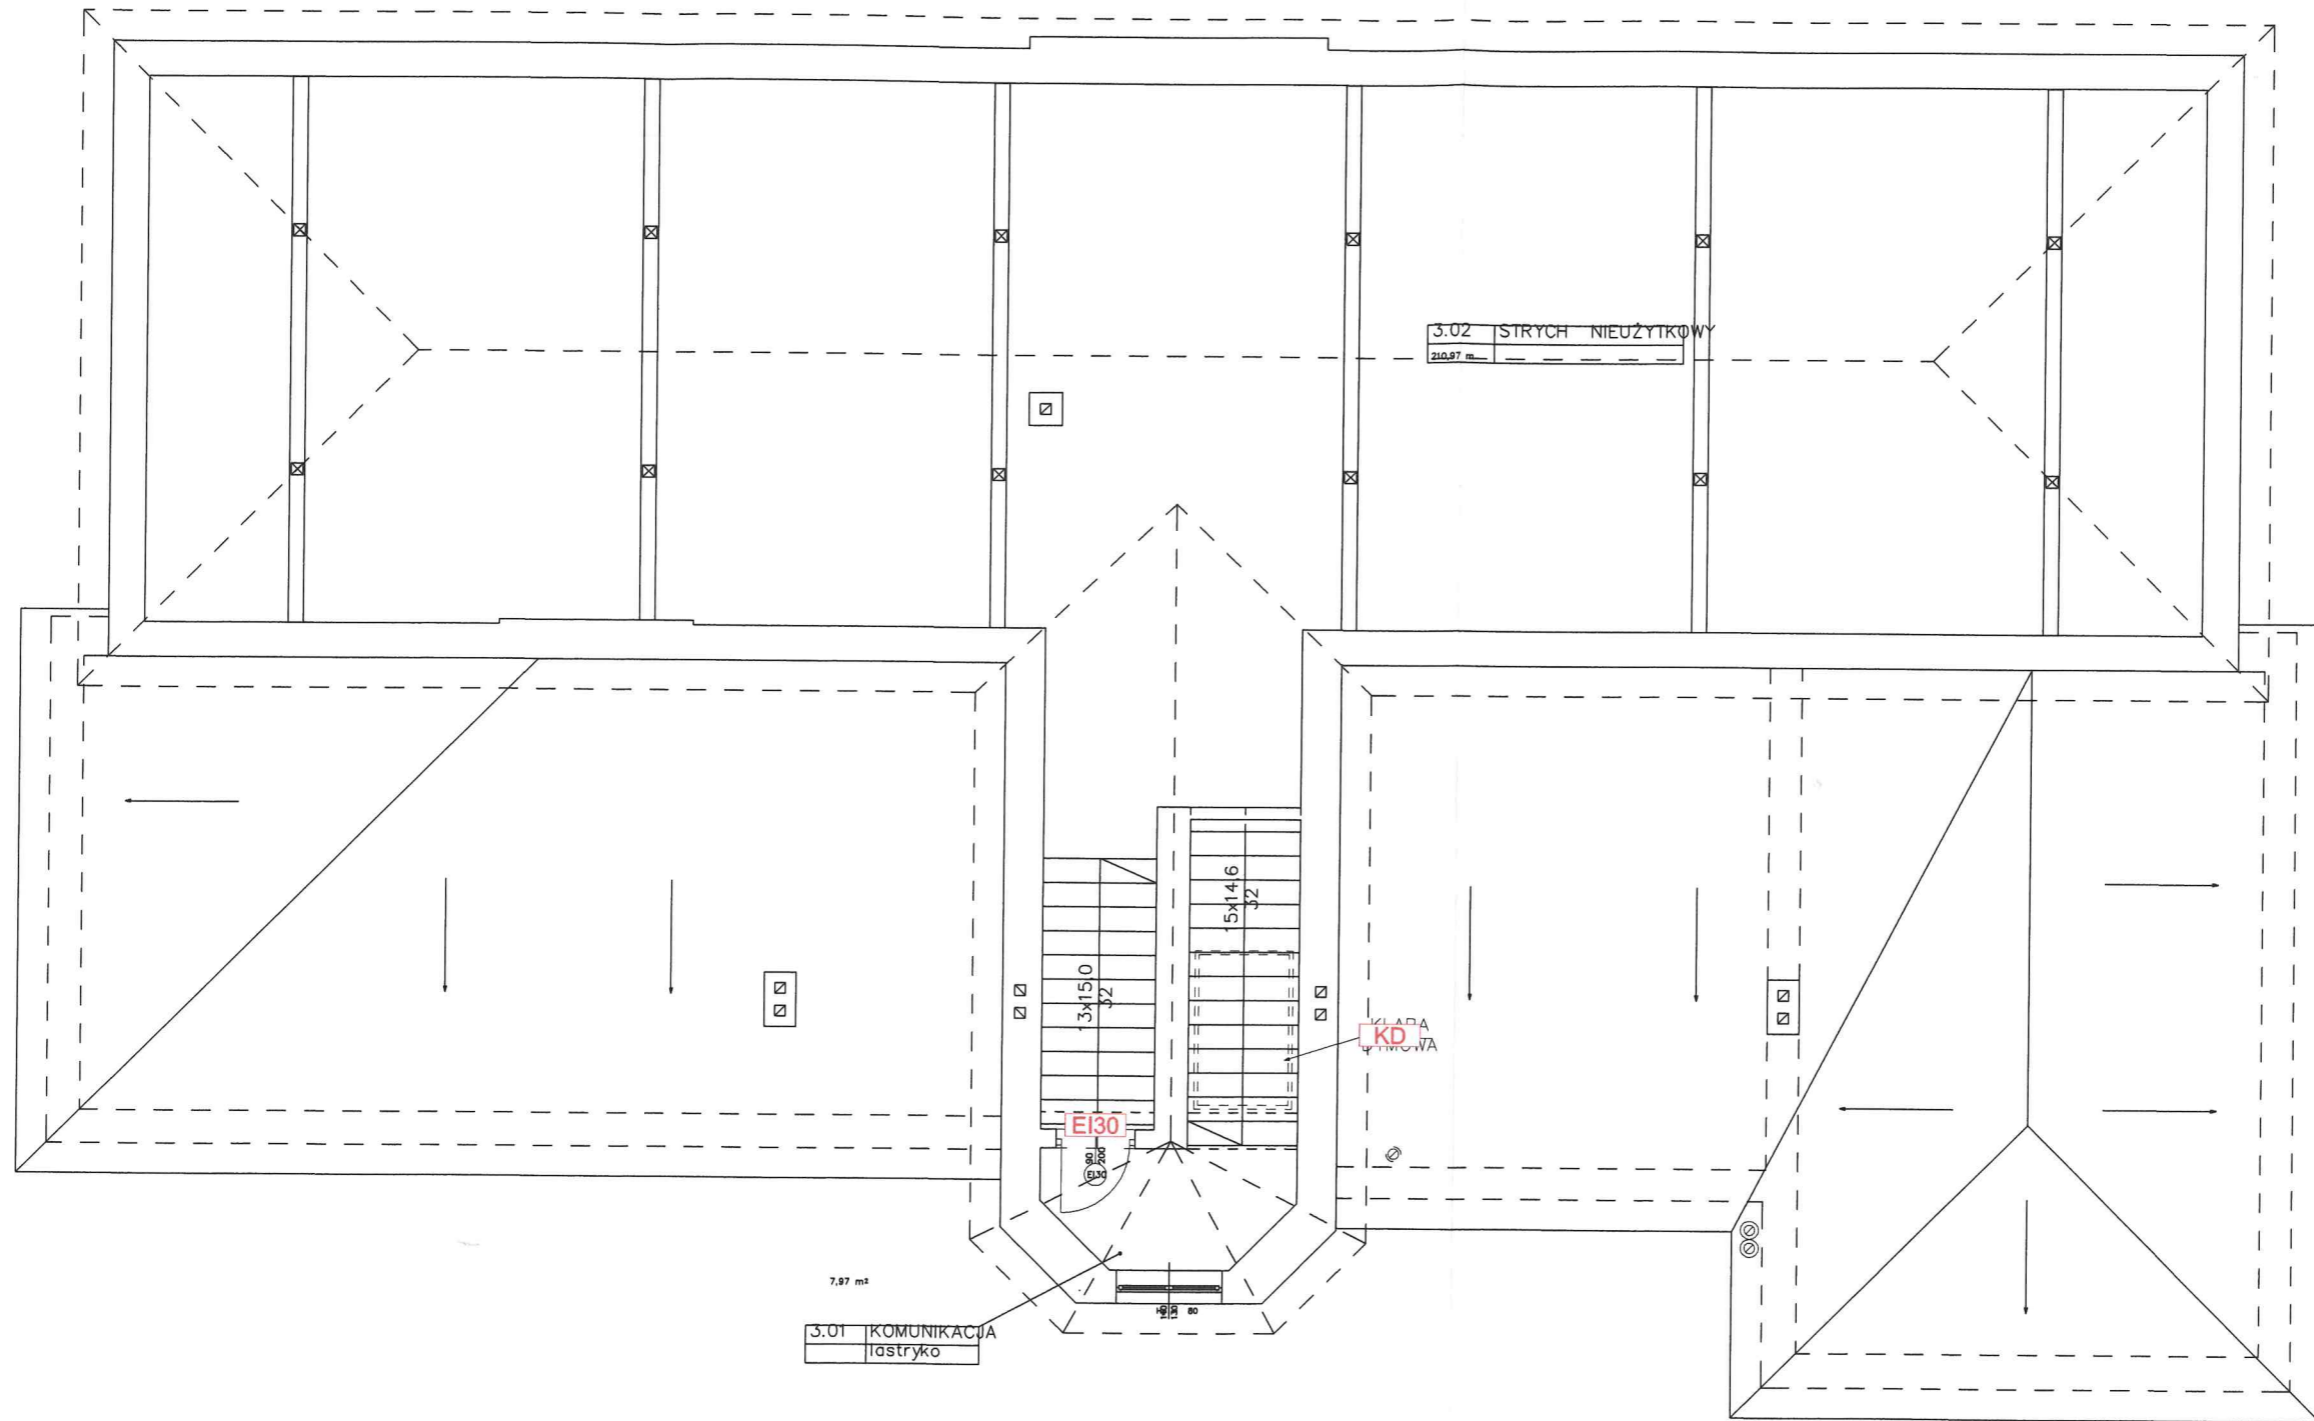 3.02 STRYCH NIEUŻYTKOWY
210,97 m
15x14,6
32
13x15,0
32
KLAPA
KD
DYMOWA
EI30
90
200
EI30
7,97 m²
80
3.01 KOMUNIKACJA
lastryko